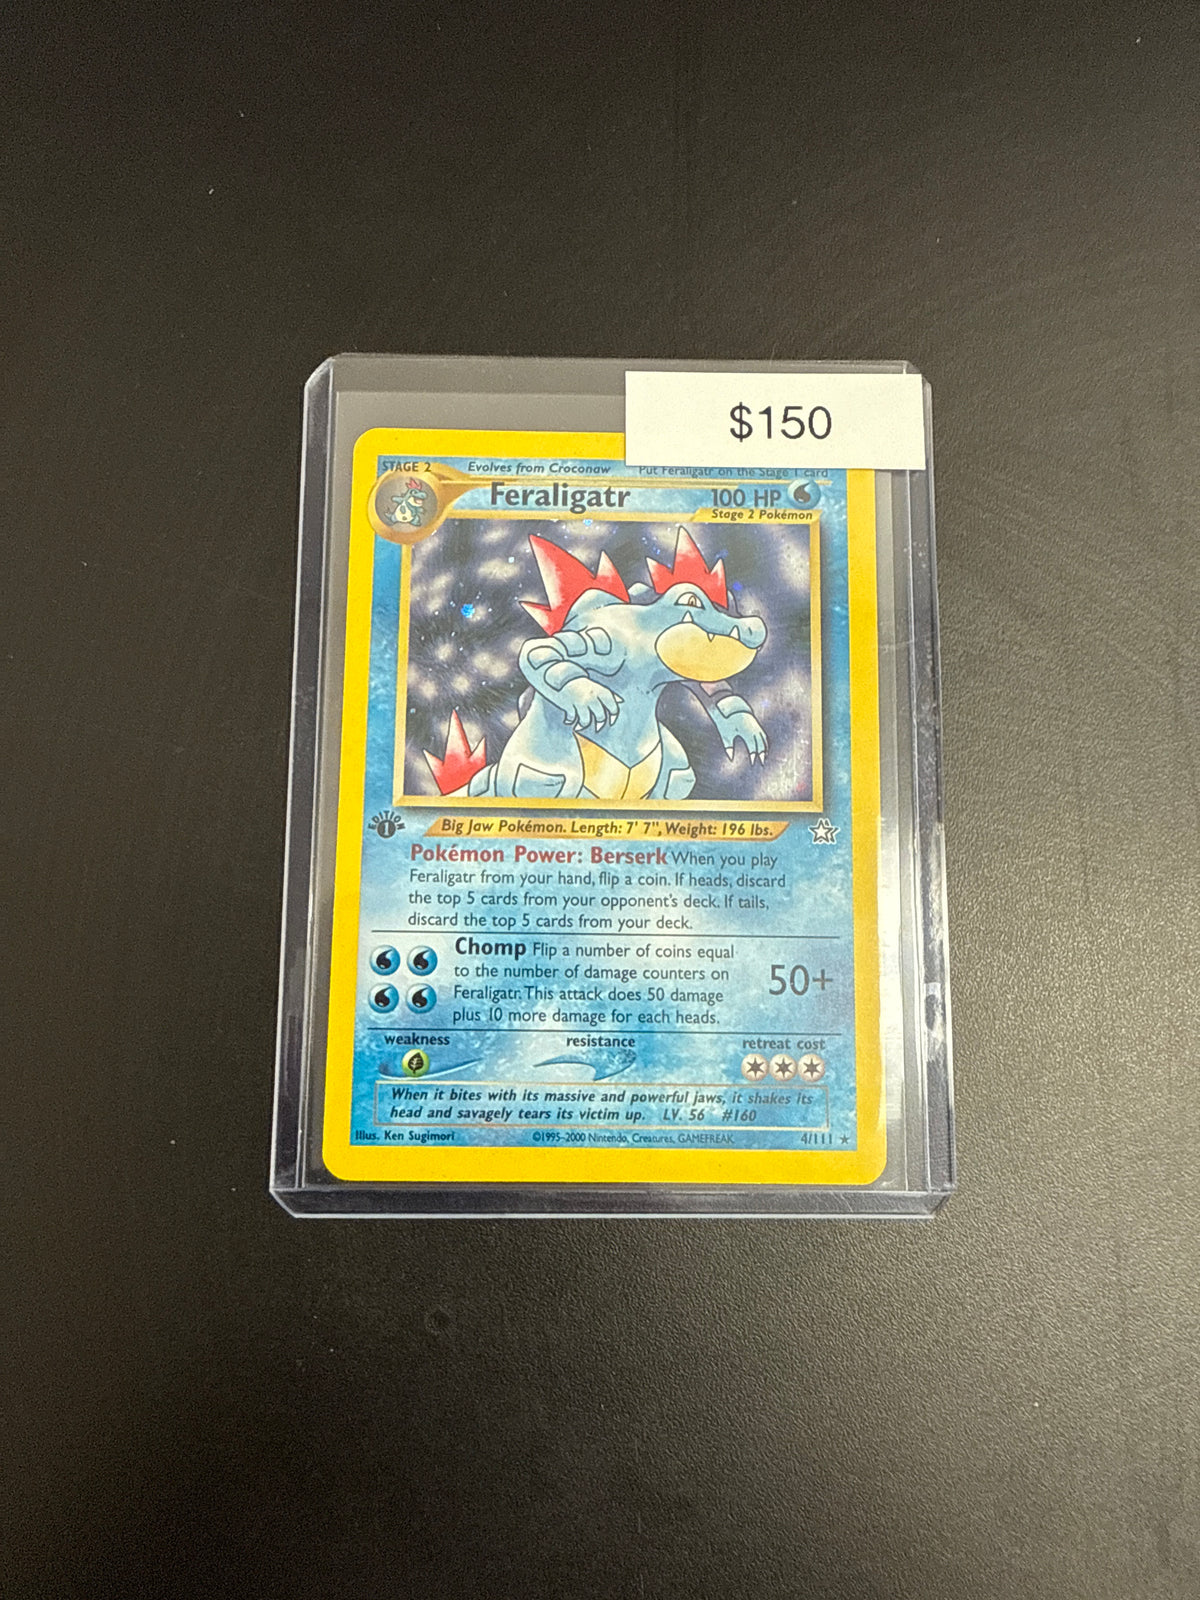 $150
STAGE 2
Evolves from Croconaw
Put Feraligatr on the Stage 1 card
Feraligatr
100 HP
Stage 2 Pokémon
EDITION
1
Big Jaw Pokémon. Length: 7' 7", Weight: 196 lbs.
Pokémon Power: Berserk When you play
Feraligatr from your hand, flip a coin. If heads, discard
the top 5 cards from your opponent's deck. If tails,
discard the top 5 cards from your deck.
Chomp Flip a number of coins equal
to the number of damage counters on
Feraligatr. This attack does 50 damage
plus 10 more damage for each heads.
50+
weakness
resistance
retreat cost
When it bites with its massive and powerful jaws, it shakes its
head and savagely tears its victim up. LV. 56 #160
Illus. Ken Sugimori
©1995-2000 Nintendo, Creatures, GAMEFREAK
4/111